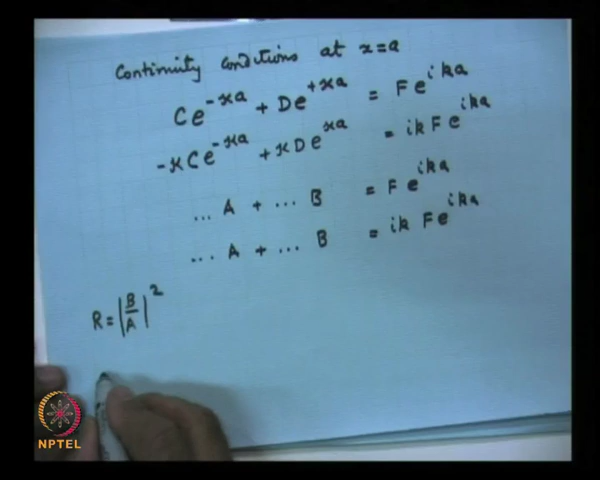 Continuity Conditions at x=a
Ce^{-ϰa} + De^{+ϰa} = Fe^{ika}
-ϰCe^{-ϰa} + ϰDe^{ϰa} = ikFe^{ika}
... A + ... B = Fe^{ika}
... A + ... B = ik Fe^{ika}
R = |B/A|^2
NPTEL